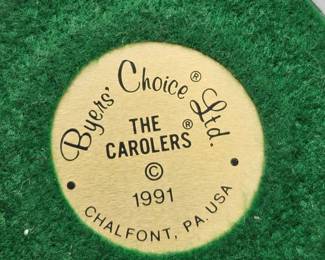 Byers' Choice® Ltd.
THE
CAROLERS®
©
1991
CHALFONT, PA. USA